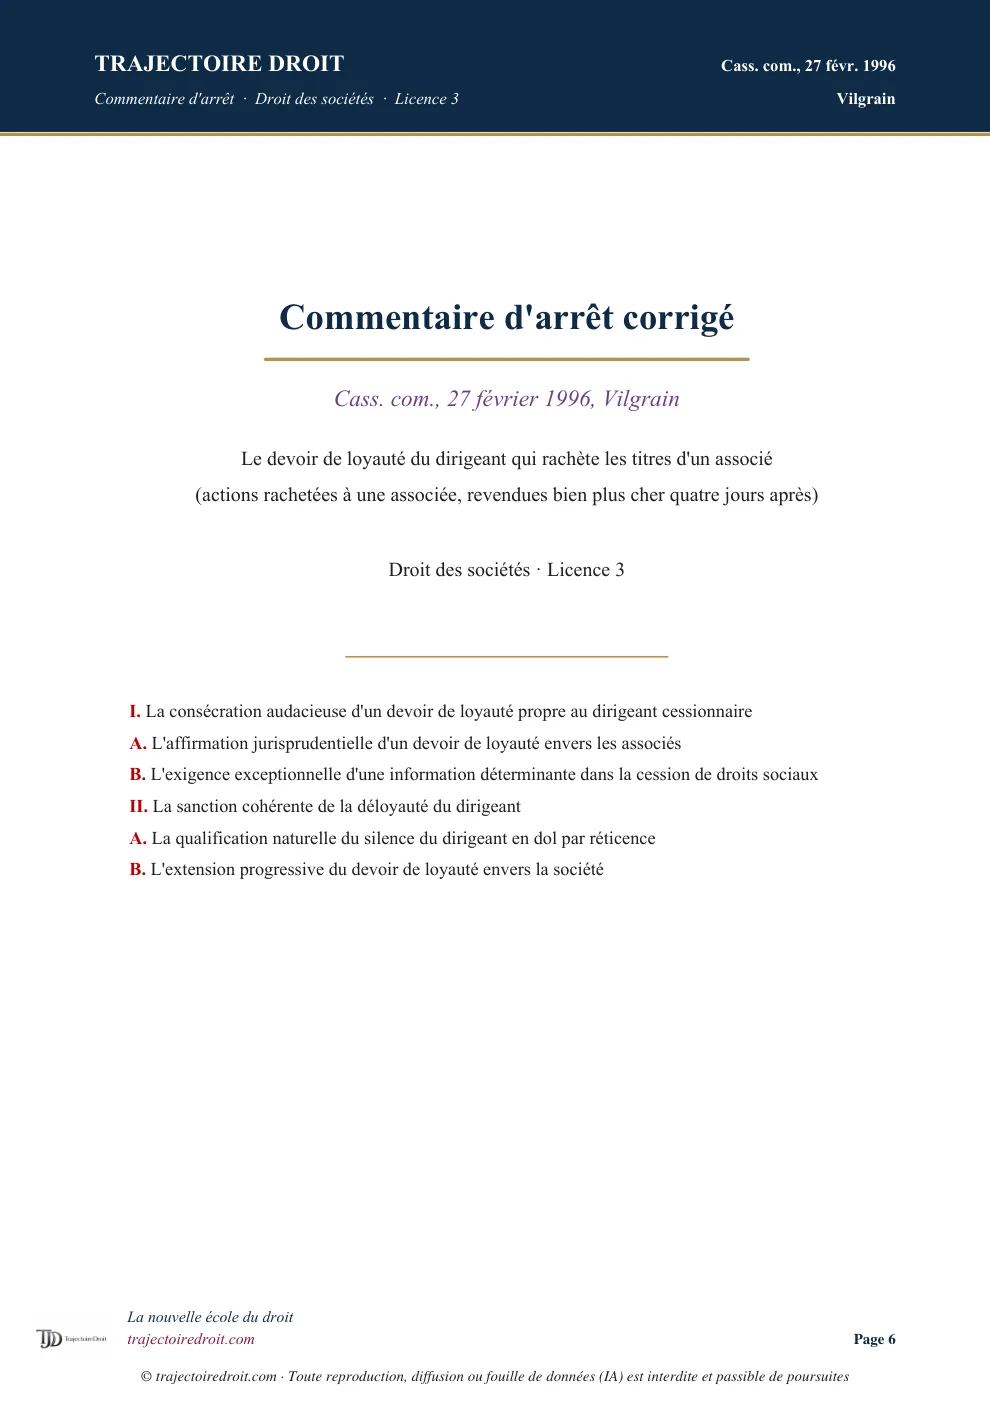 TRAJECTOIRE DROIT
Cass. com., 27 févr. 1996
Commentaire d'arrêt · Droit des sociétés · Licence 3
Vilgrain
Commentaire d'arrêt corrigé
Cass. com., 27 février 1996, Vilgrain
Le devoir de loyauté du dirigeant qui rachète les titres d'un associé
(actions rachetées à une associée, revendues bien plus cher quatre jours après)
Droit des sociétés · Licence 3
I. La consécration audacieuse d'un devoir de loyauté propre au dirigeant cessionnaire
A. L'affirmation jurisprudentielle d'un devoir de loyauté envers les associés
B. L'exigence exceptionnelle d'une information déterminante dans la cession de droits sociaux
II. La sanction cohérente de la déloyauté du dirigeant
A. La qualification naturelle du silence du dirigeant en dol par réticence
B. L'extension progressive du devoir de loyauté envers la société
La nouvelle école du droit
TJD TrajectoireDroit
trajectoiredroit.com
Page 6
© trajectoiredroit.com · Toute reproduction, diffusion ou fouille de données (IA) est interdite et passible de poursuites